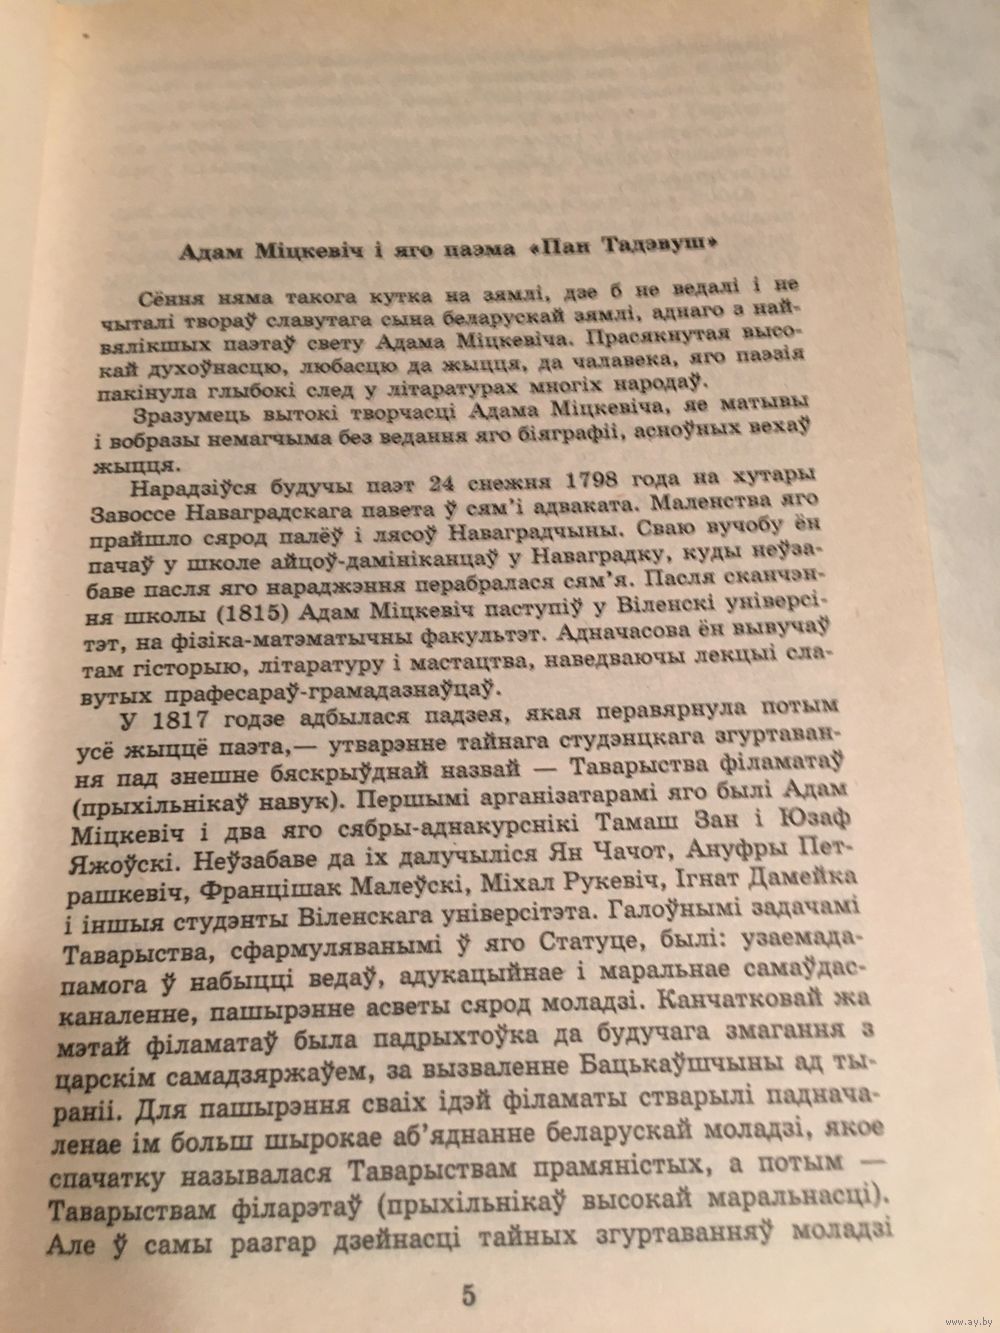 Адам Міцкевіч і яго паэма «Пан Тадэвуш»
Сёння няма такога кутка на зямлі, дзе б не ведалі і не
чыталі твораў славутага сына беларускай зямлі, аднаго з най-
вялікшых паэтаў свету Адама Міцкевіча. Прасякнутая высо-
кай духоўнасцю, любасцю да жыцця, да чалавека, яго паэзія
пакінула глыбокі след у літаратурах многіх народаў.
Зразумець вытокі творчасці Адама Міцкевіча, яе матывы
і вобразы немагчыма без ведання яго біяграфіі, асноўных вехаў
жыцця.
Нарадзіўся будучы паэт 24 снежня 1798 года на хутары
Завоссе Наваградскага павета ў сям’і адваката. Маленства яго
прайшло сярод палёў і лясоў Наваградчыны. Сваю вучобу ён
пачаў у школе айцоў-дамініканцаў у Наваградку, куды неўза-
баве пасля яго нараджэння перабралася сям’я. Пасля сканчэн-
ня школы (1815) Адам Міцкевіч паступіў у Віленскі універсі-
тэт, на фізіка-матэматычны факультэт. Адначасова ён вывучаў
там гісторыю, літаратуру і мастацтва, наведваючы лекцыі сла-
вутых прафесараў-грамадазнаўцаў.
У 1817 годзе адбылася падзея, якая перавярнула потым
усё жыццё паэта,— утварэнне тайнага студэнцкага згуртаван-
ня пад знешне бяскрыўднай назвай — Таварыства філаматаў
(прыхільнікаў навук). Першымі арганізатарамі яго былі Адам
Міцкевіч і два яго сябры-аднакурснікі Тамаш Зан і Юзаф
Яжоўскі. Неўзабаве да іх далучыліся Ян Чачот, Ануфры Пет-
рашкевіч, Францішак Малеўскі, Міхал Рукевіч, Ігнат Дамейка
і іншыя студэнты Віленскага універсітэта. Галоўнымі задачамі
Таварыства, сфармуляванымі ў яго Статуце, былі: узаемада-
памога ў набыцці ведаў, адукацыйнае і маральнае самаўдас-
каналенне, пашырэнне асветы сярод моладзі. Канчатковай жа
мэтай філаматаў была падрыхтоўка да будучага змагання з
царскім самадзяржаўем, за вызваленне Бацькаўшчыны ад ты-
раніі. Для пашырэння сваіх ідэй філаматы стварылі падпача-
ленае ім больш шырокае аб’яднанне беларускай моладзі, якое
спачатку называлася Таварыствам прамяністых, а потым —
Таварыствам філарэтаў (прыхільнікаў высокай маральнасці).
Але ў самы разгар дзейнасці тайных згуртаванняў моладзі
5
www.ay.by